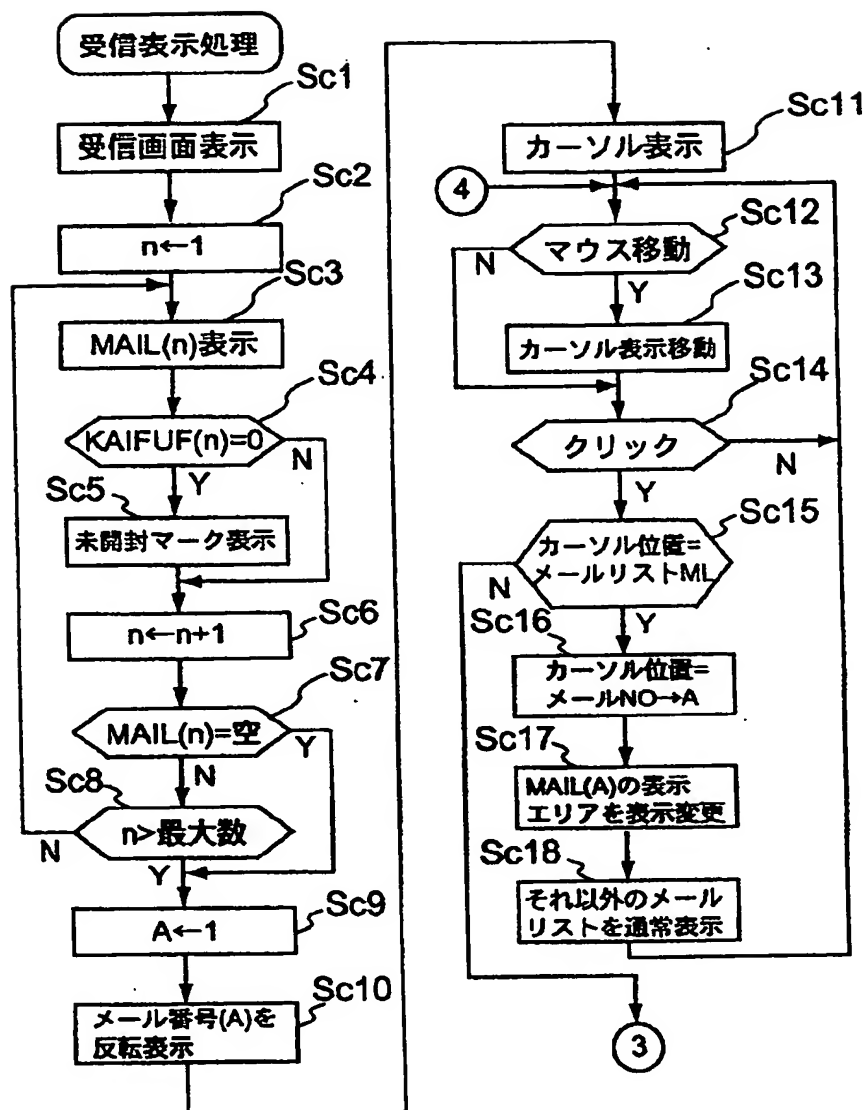 受信表示処理
Sc1
受信画面表示
Sc2
n←1
Sc3
MAIL(n)表示
Sc4
KAIFUF(n)=0
N
Y
Sc5
未開封マーク表示
Sc6
n←n+1
Sc7
MAIL(n)=空
Y
N
Sc8
n>最大数
N
Y
Sc9
A←1
Sc10
メール番号(A)を
反転表示
Sc11
カーソル表示
4
Sc12
マウス移動
N
Y
Sc13
カーソル表示移動
Sc14
クリック
N
Y
Sc15
カーソル位置=
メールリストML
N
Y
Sc16
カーソル位置=
メールNO→A
Sc17
MAIL(A)の表示
エリアを表示変更
Sc18
それ以外のメール
リストを通常表示
3